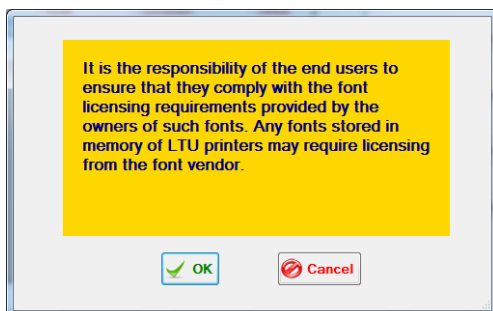 It is the responsibility of the end users to
ensure that they comply with the font
licensing requirements provided by the
owners of such fonts. Any fonts stored in
memory of LTU printers may require licensing
from the font vendor.
OK
Cancel